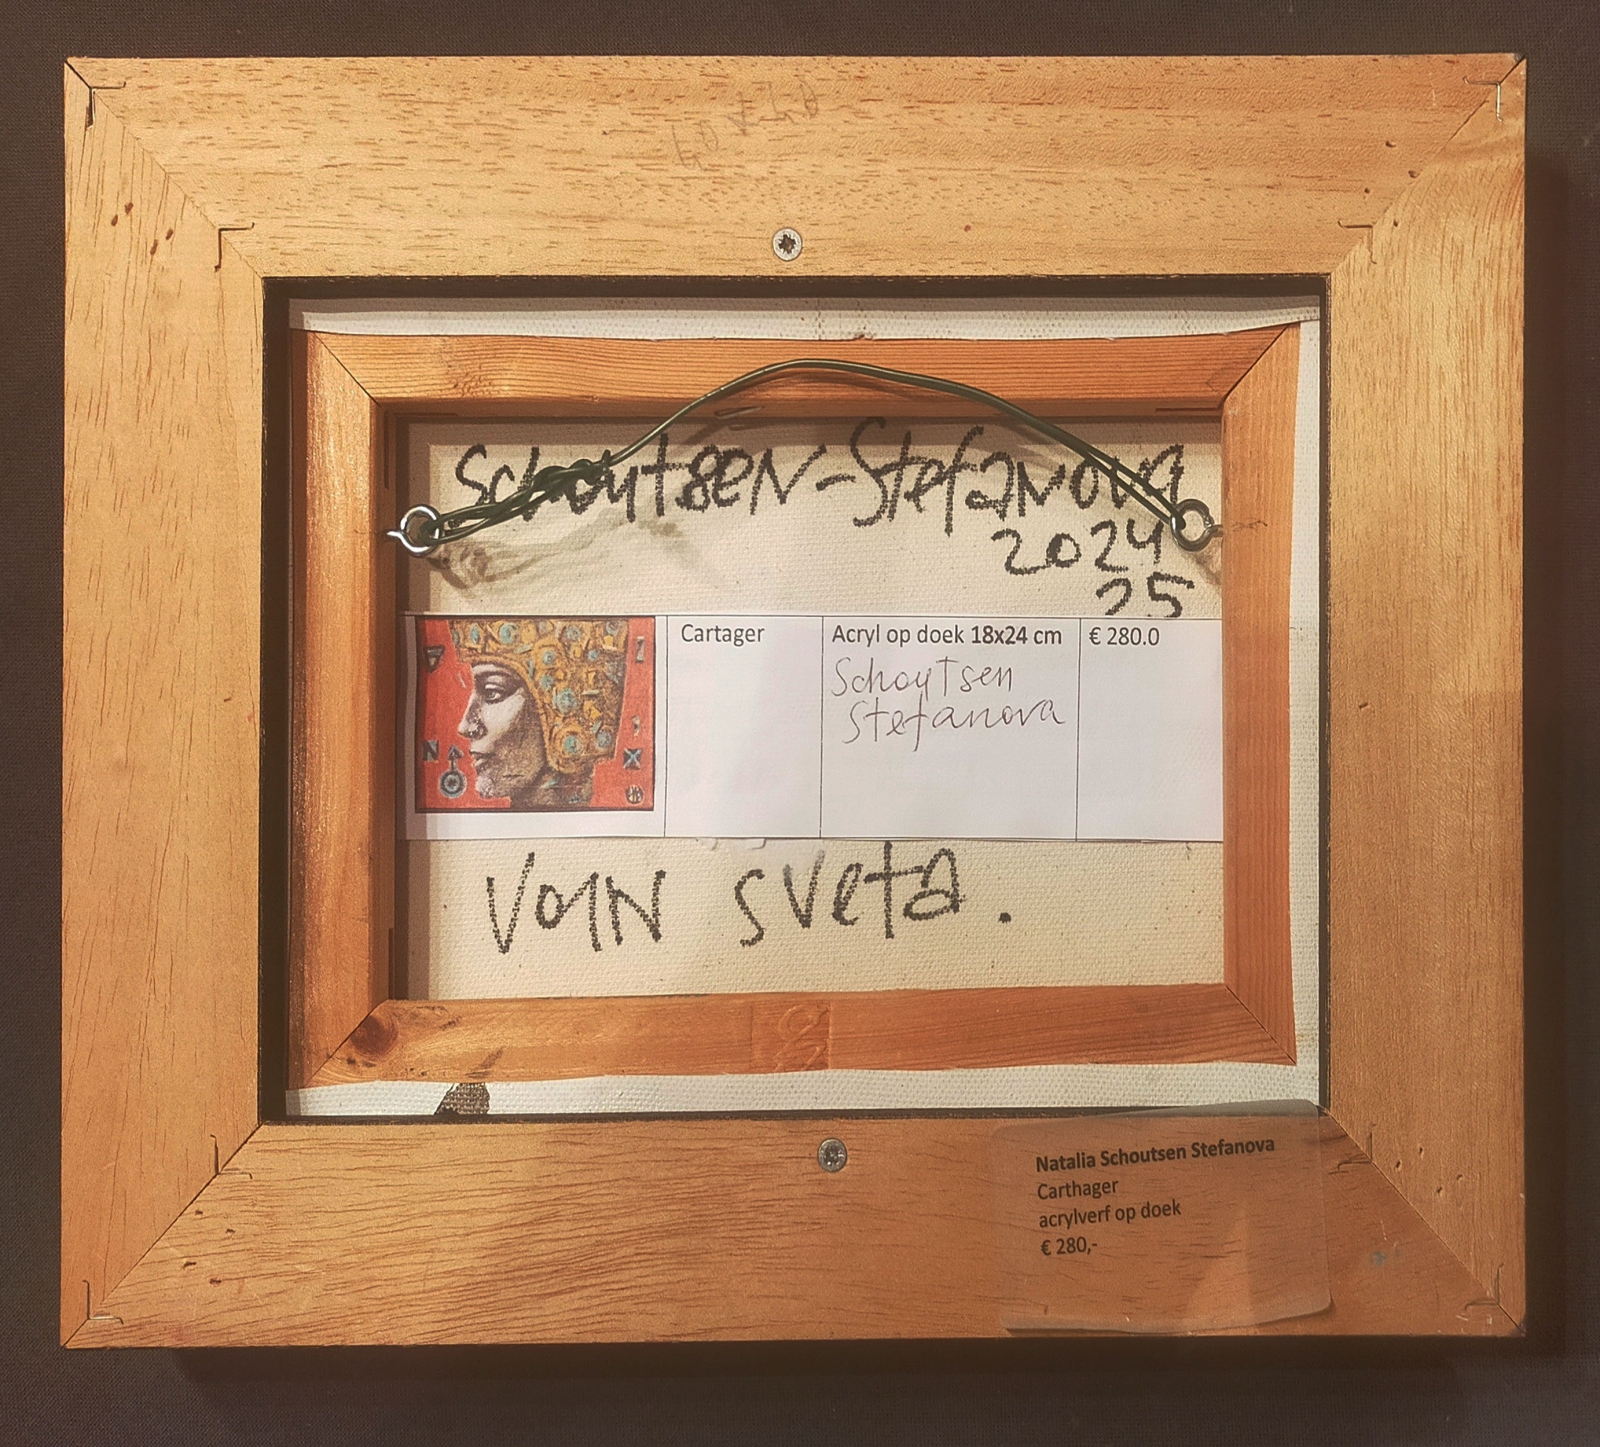 Schoutsen-Stefanova
2024
25
Cartager
Acryl op doek 18x24 cm
€ 280.0
Schoutsen
Stefanova
N
sveta.
Natalia Schoutsen Stefanova
Carthager
acrylverf op doek
€ 280,-